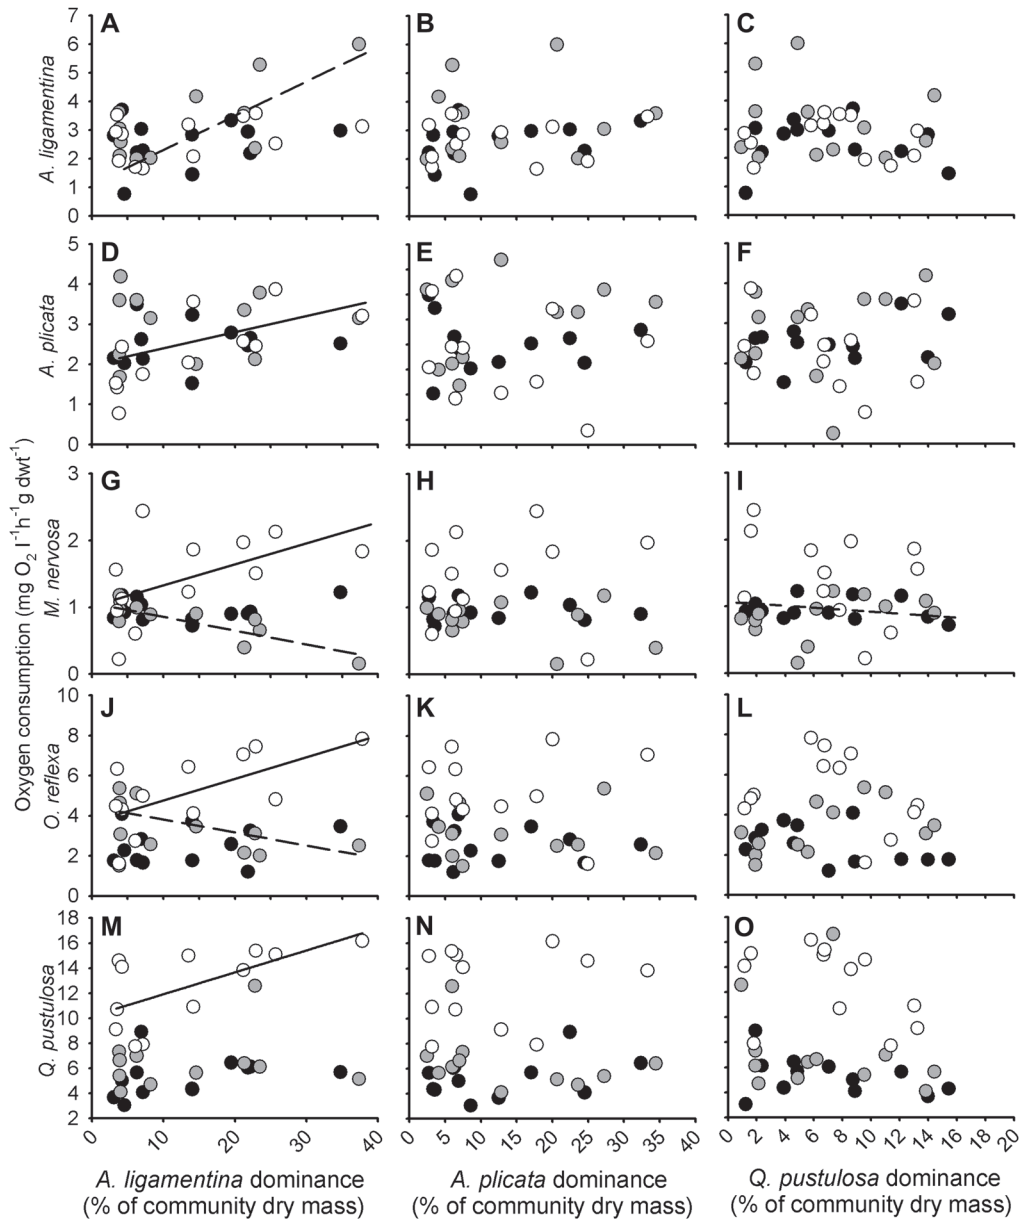 A
B
C
7
6
5
4
3
2
1
0
A. ligamentina
D
E
F
5
4
3
2
1
0
A. plicata
G
H
I
3
2
1
0
M. nervosa
J
K
L
10
8
6
4
2
0
O. reflexa
M
N
O
18
16
14
12
10
8
6
4
2
Q. pustulosa
Oxygen consumption (mg O2 l-1h-1g dwt-1)
0 10 20 30 40
0 5 10 15 20 25 30 35 40
0 2 4 6 8 10 12 14 16 18 20
A. ligamentina dominance
(% of community dry mass)
A. plicata dominance
(% of community dry mass)
Q. pustulosa dominance
(% of community dry mass)